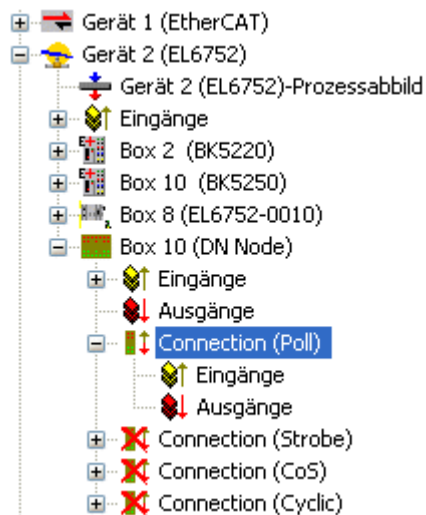 Gerät 1 (EtherCAT)
Gerät 2 (EL6752)
Gerät 2 (EL6752)-Prozessabbild
Eingänge
Box 2 (BK5220)
Box 10 (BK5250)
Box 8 (EL6752-0010)
Box 10 (DN Node)
Eingänge
Ausgänge
Connection (Poll)
Eingänge
Ausgänge
Connection (Strobe)
Connection (CoS)
Connection (Cyclic)